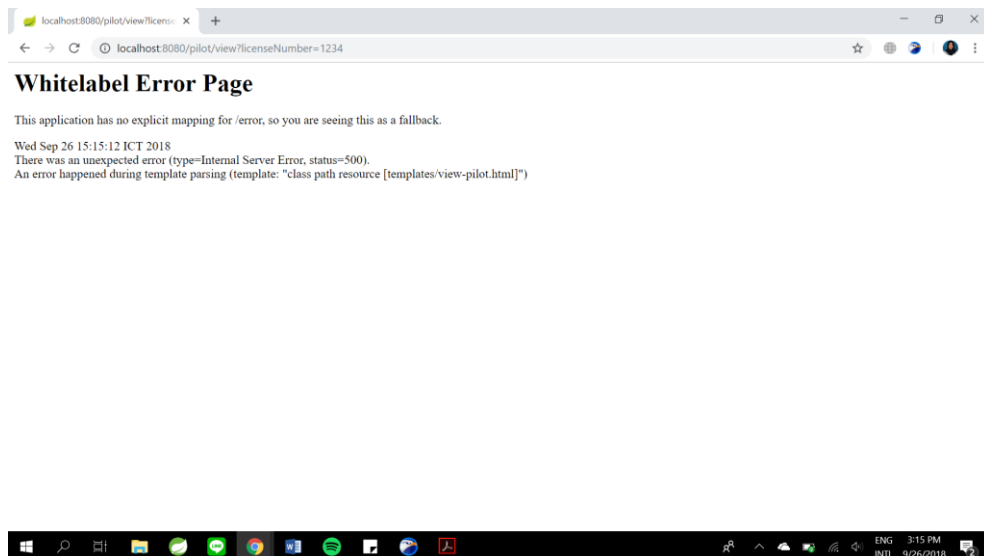 localhost:8080/pilot/view?license
localhost:8080/pilot/view?licenseNumber=1234
Whitelabel Error Page
This application has no explicit mapping for /error, so you are seeing this as a fallback.
Wed Sep 26 15:15:12 ICT 2018
There was an unexpected error (type=Internal Server Error, status=500).
An error happened during template parsing (template: "class path resource [templates/view-pilot.html]")
ENG 3:15 PM
INTL 9/26/2018